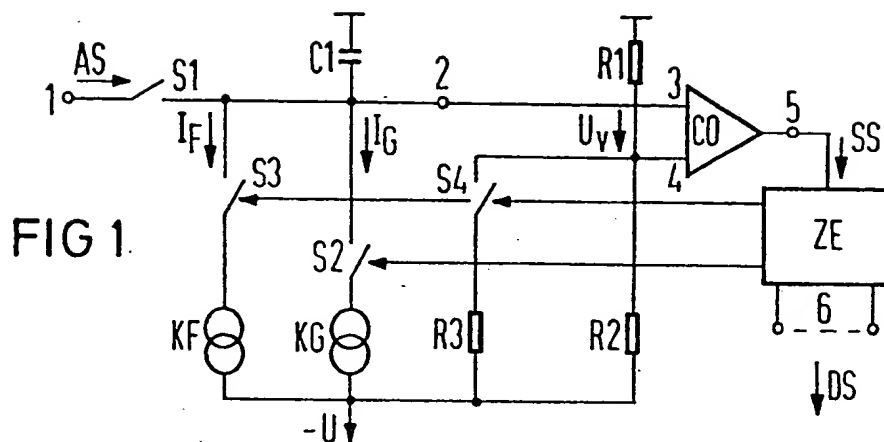 AS
S1
C1
R1
1
2
3
5
I_F
I_G
U_V
CO
SS
S3
S4
4
FIG 1.
S2
ZE
KF
KG
R3
R2
6
-U
DS